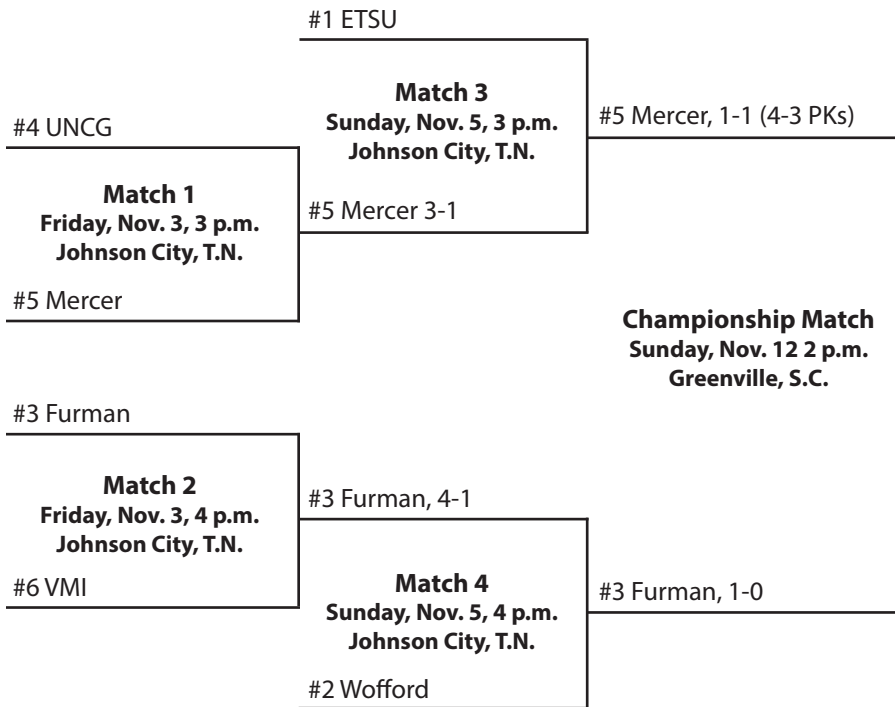 #1 ETSU
Match 3
Sunday, Nov. 5, 3 p.m.
Johnson City, T.N.
#5 Mercer, 1-1 (4-3 PKs)
#4 UNCG
Match 1
Friday, Nov. 3, 3 p.m.
Johnson City, T.N.
#5 Mercer 3-1
#5 Mercer
Championship Match
Sunday, Nov. 12 2 p.m.
Greenville, S.C.
#3 Furman
Match 2
Friday, Nov. 3, 4 p.m.
Johnson City, T.N.
#3 Furman, 4-1
#6 VMI
Match 4
Sunday, Nov. 5, 4 p.m.
Johnson City, T.N.
#3 Furman, 1-0
#2 Wofford